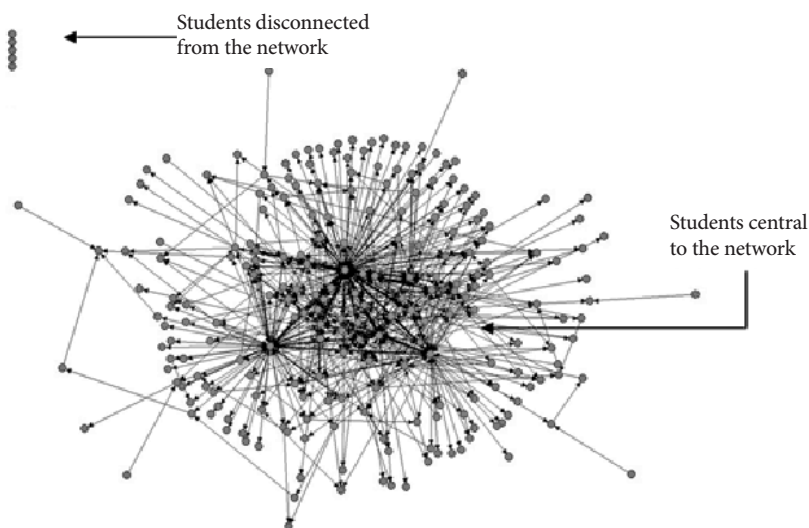 Students disconnected
from the network
Students central
to the network